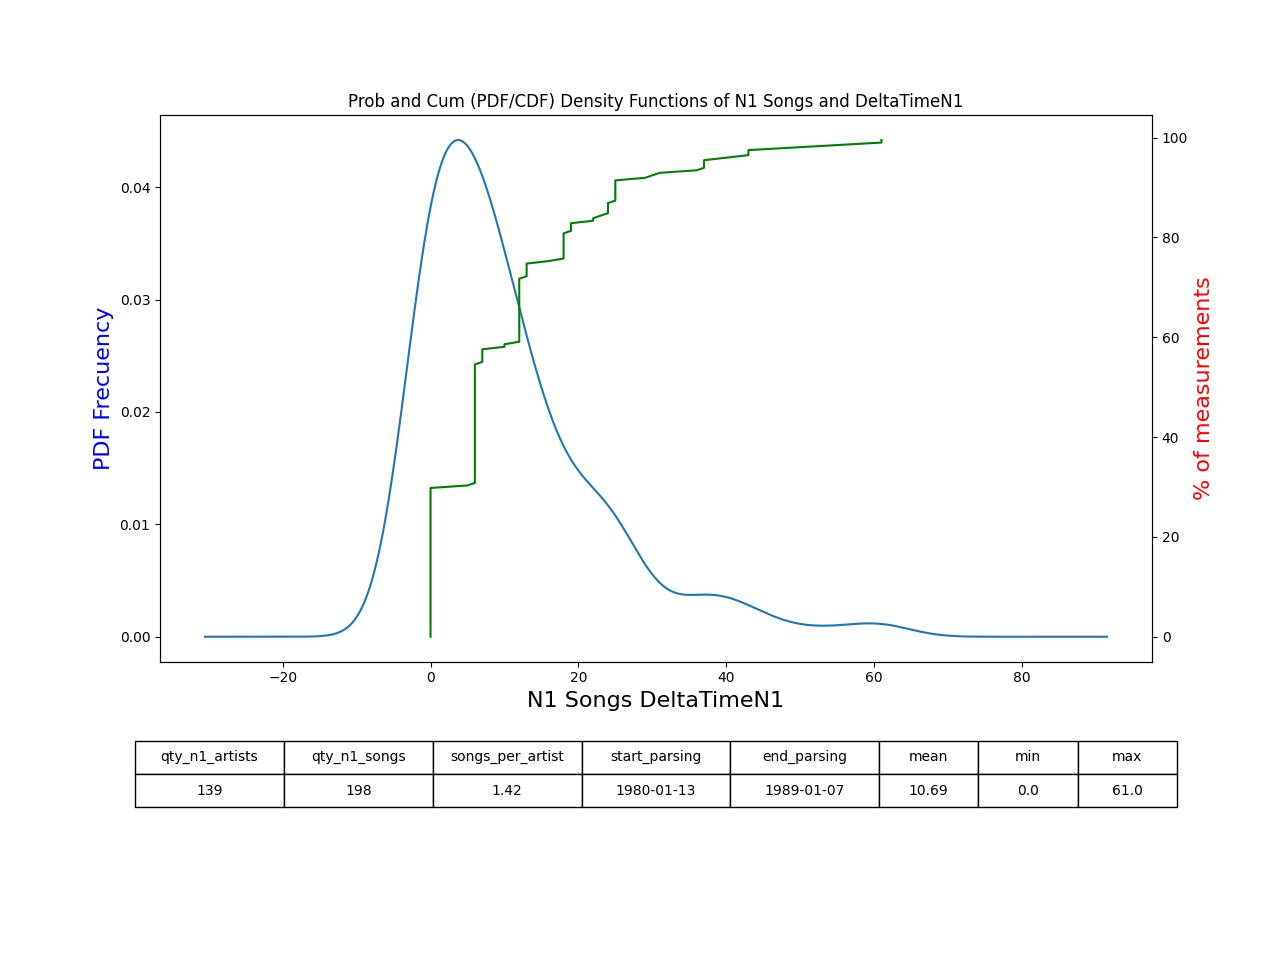 Prob and Cum (PDF/CDF) Density Functions of N1 Songs and DeltaTimeN1
PDF Frecuency
0.04
0.03
0.02
0.01
0.00
100
80
60
40
20
0
% of measurements
−20 0 20 40 60 80
N1 Songs DeltaTimeN1
qty_n1_artists qty_n1_songs songs_per_artist start_parsing end_parsing mean min max
139 198 1.42 1980-01-13 1989-01-07 10.69 0.0 61.0